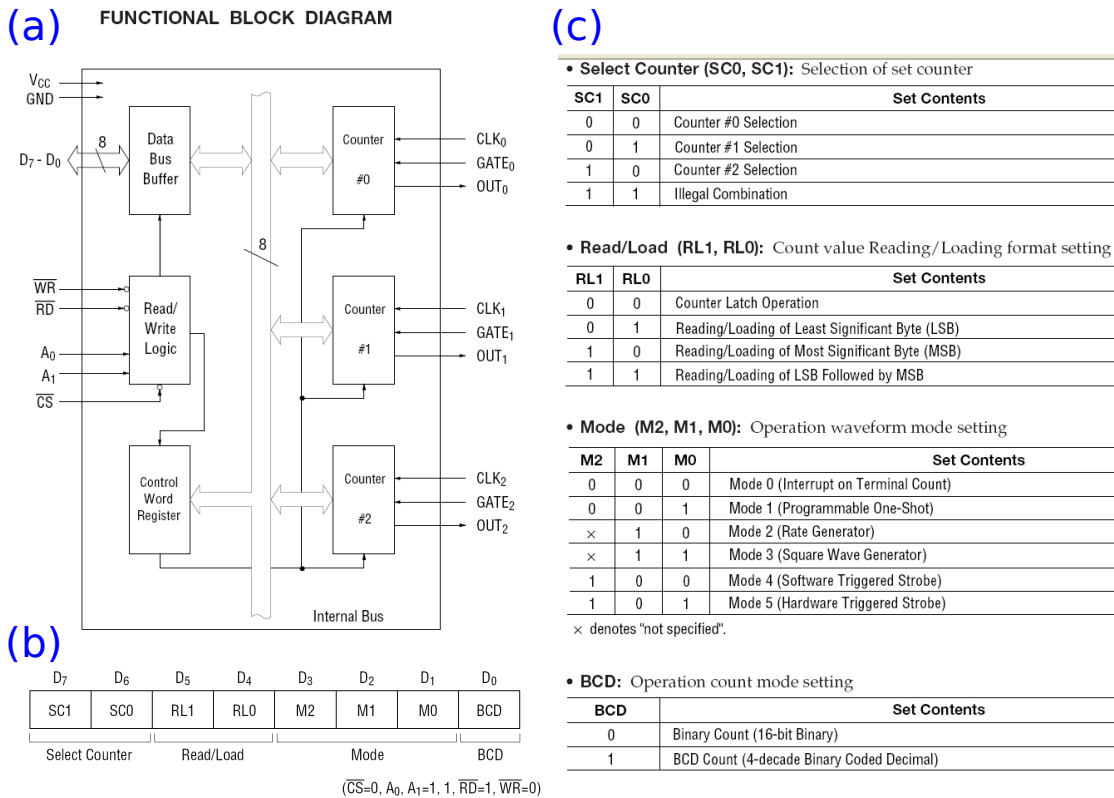 (a)
FUNCTIONAL BLOCK DIAGRAM
VCC
GND
8
D7 - D0
Data
Bus
Buffer
Counter
#0
CLK0
GATE0
OUT0
8
WR
RD
Read/
Write
Logic
A0
A1
CS
Counter
#1
CLK1
GATE1
OUT1
Control
Word
Register
Counter
#2
CLK2
GATE2
OUT2
Internal Bus
(b)
D7 D6 D5 D4 D3 D2 D1 D0
SC1 SC0 RL1 RL0 M2 M1 M0 BCD
Select Counter Read/Load Mode BCD
(CS=0, A0, A1=1, 1, RD=1, WR=0)
(c)
• Select Counter (SC0, SC1): Selection of set counter
SC1 SC0 Set Contents
0 0 Counter #0 Selection
0 1 Counter #1 Selection
1 0 Counter #2 Selection
1 1 Illegal Combination
• Read/Load (RL1, RL0): Count value Reading/Loading format setting
RL1 RL0 Set Contents
0 0 Counter Latch Operation
0 1 Reading/Loading of Least Significant Byte (LSB)
1 0 Reading/Loading of Most Significant Byte (MSB)
1 1 Reading/Loading of LSB Followed by MSB
• Mode (M2, M1, M0): Operation waveform mode setting
M2 M1 M0 Set Contents
0 0 0 Mode 0 (Interrupt on Terminal Count)
0 0 1 Mode 1 (Programmable One-Shot)
× 1 0 Mode 2 (Rate Generator)
× 1 1 Mode 3 (Square Wave Generator)
1 0 0 Mode 4 (Software Triggered Strobe)
1 0 1 Mode 5 (Hardware Triggered Strobe)
× denotes "not specified".
• BCD: Operation count mode setting
BCD Set Contents
0 Binary Count (16-bit Binary)
1 BCD Count (4-decade Binary Coded Decimal)